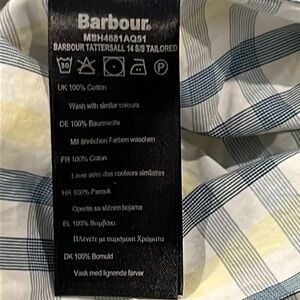 Barbour
MSH4681AQ51
BARBOUR TATTERSALL 14 S/S TAILORED
UK 100% Cotton
Wash with similar colours
DE 100% Baumwolle
Mit ähnlichen Farben waschen
FR 100% Coton
Laver avec des couleurs similaires
HR 100% Pamuk
Operite sa sličnim bojama
EL 100% Βαμβάκι
Πλένετε με παρόμοια Χρώματα
DK 100% Bomuld
Vask med lignende farver